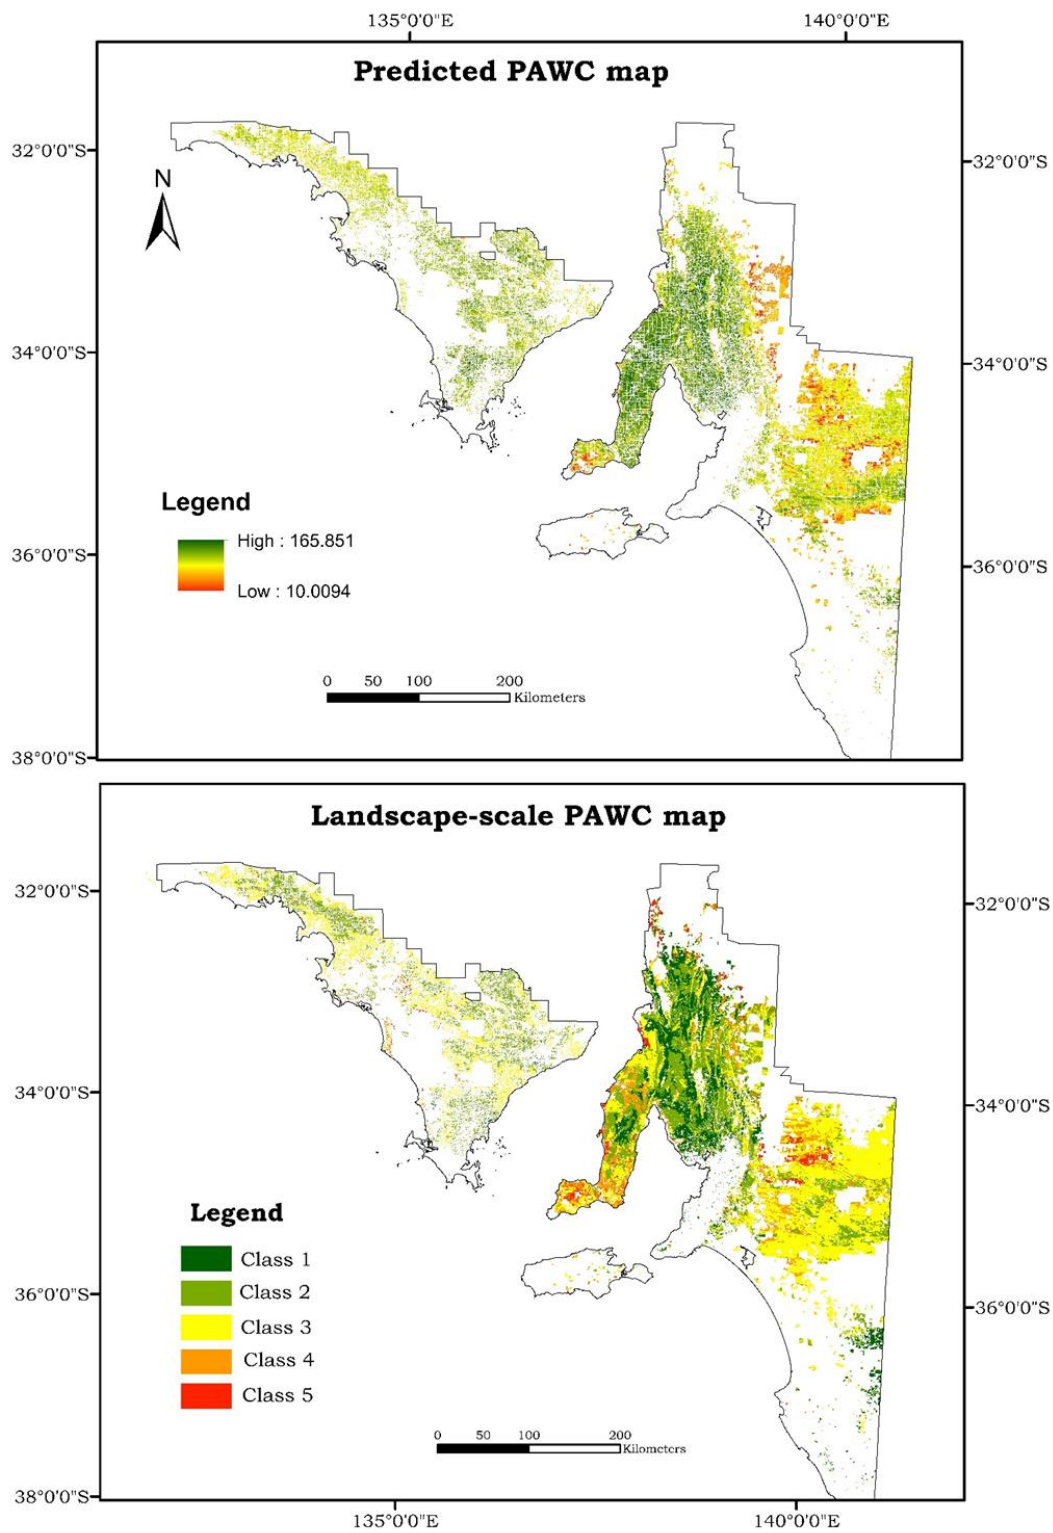 135°0'0"E 140°0'0"E
Predicted PAWC map
32°0'0"S 32°0'0"S
N
34°0'0"S 34°0'0"S
Legend
High : 165.851
Low : 10.0094
36°0'0"S 36°0'0"S
0 50 100 200
Kilometers
38°0'0"S
Landscape-scale PAWC map
32°0'0"S 32°0'0"S
34°0'0"S 34°0'0"S
Legend
Class 1
Class 2
Class 3
Class 4
Class 5
36°0'0"S 36°0'0"S
0 50 100 200
Kilometers
38°0'0"S
135°0'0"E 140°0'0"E